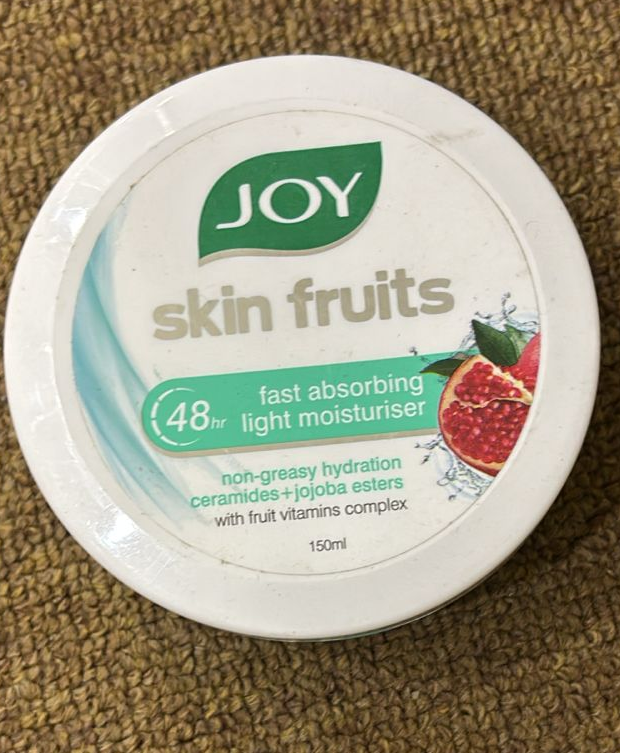 JOY
skin fruits
48hr
fast absorbing
light moisturiser
non-greasy hydration
ceramides+jojoba esters
with fruit vitamins complex
150ml